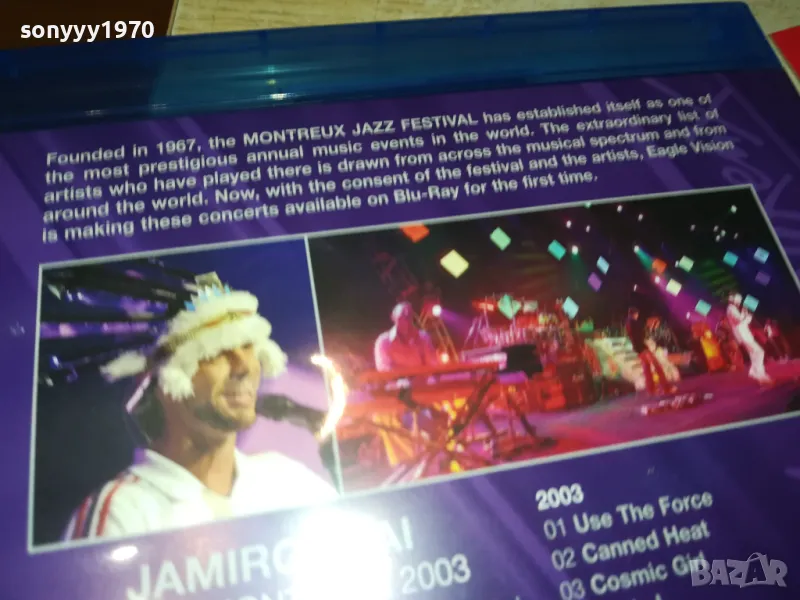 sonyyy1970
Founded in 1967, the MONTREUX JAZZ FESTIVAL has established itself as one of
the most prestigious annual music events in the world. The extraordinary list of
artists who have played there is drawn from across the musical spectrum and from
around the world. Now, with the consent of the festival and the artists, Eagle Vision
is making these concerts available on Blu-Ray for the first time.
2003
01 Use The Force
02 Canned Heat
03 Cosmic Girl
2003
BAZAR